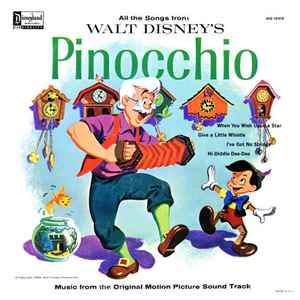 Disneyland
All the Songs from
WALT DISNEY'S
Pinocchio
When You Wish Upon a Star
Give a Little Whistle
I've Got No Strings
Hi-Diddle-Dee-Dee
Music from the Original Motion Picture Sound Track